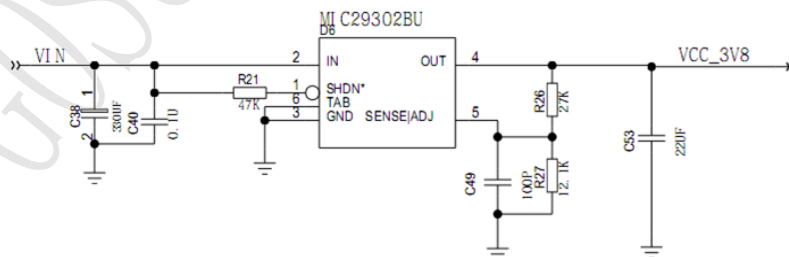 MIC29302BU
D6
VIN
2
IN
OUT
4
VCC_3V8
R21
47K
1
SHDN*
6
TAB
3
GND
SENSE|ADJ
5
R26
27K
1
C38
330UF
2
C40
0.1U
C49
100P
R27
12.1K
C53
22UF